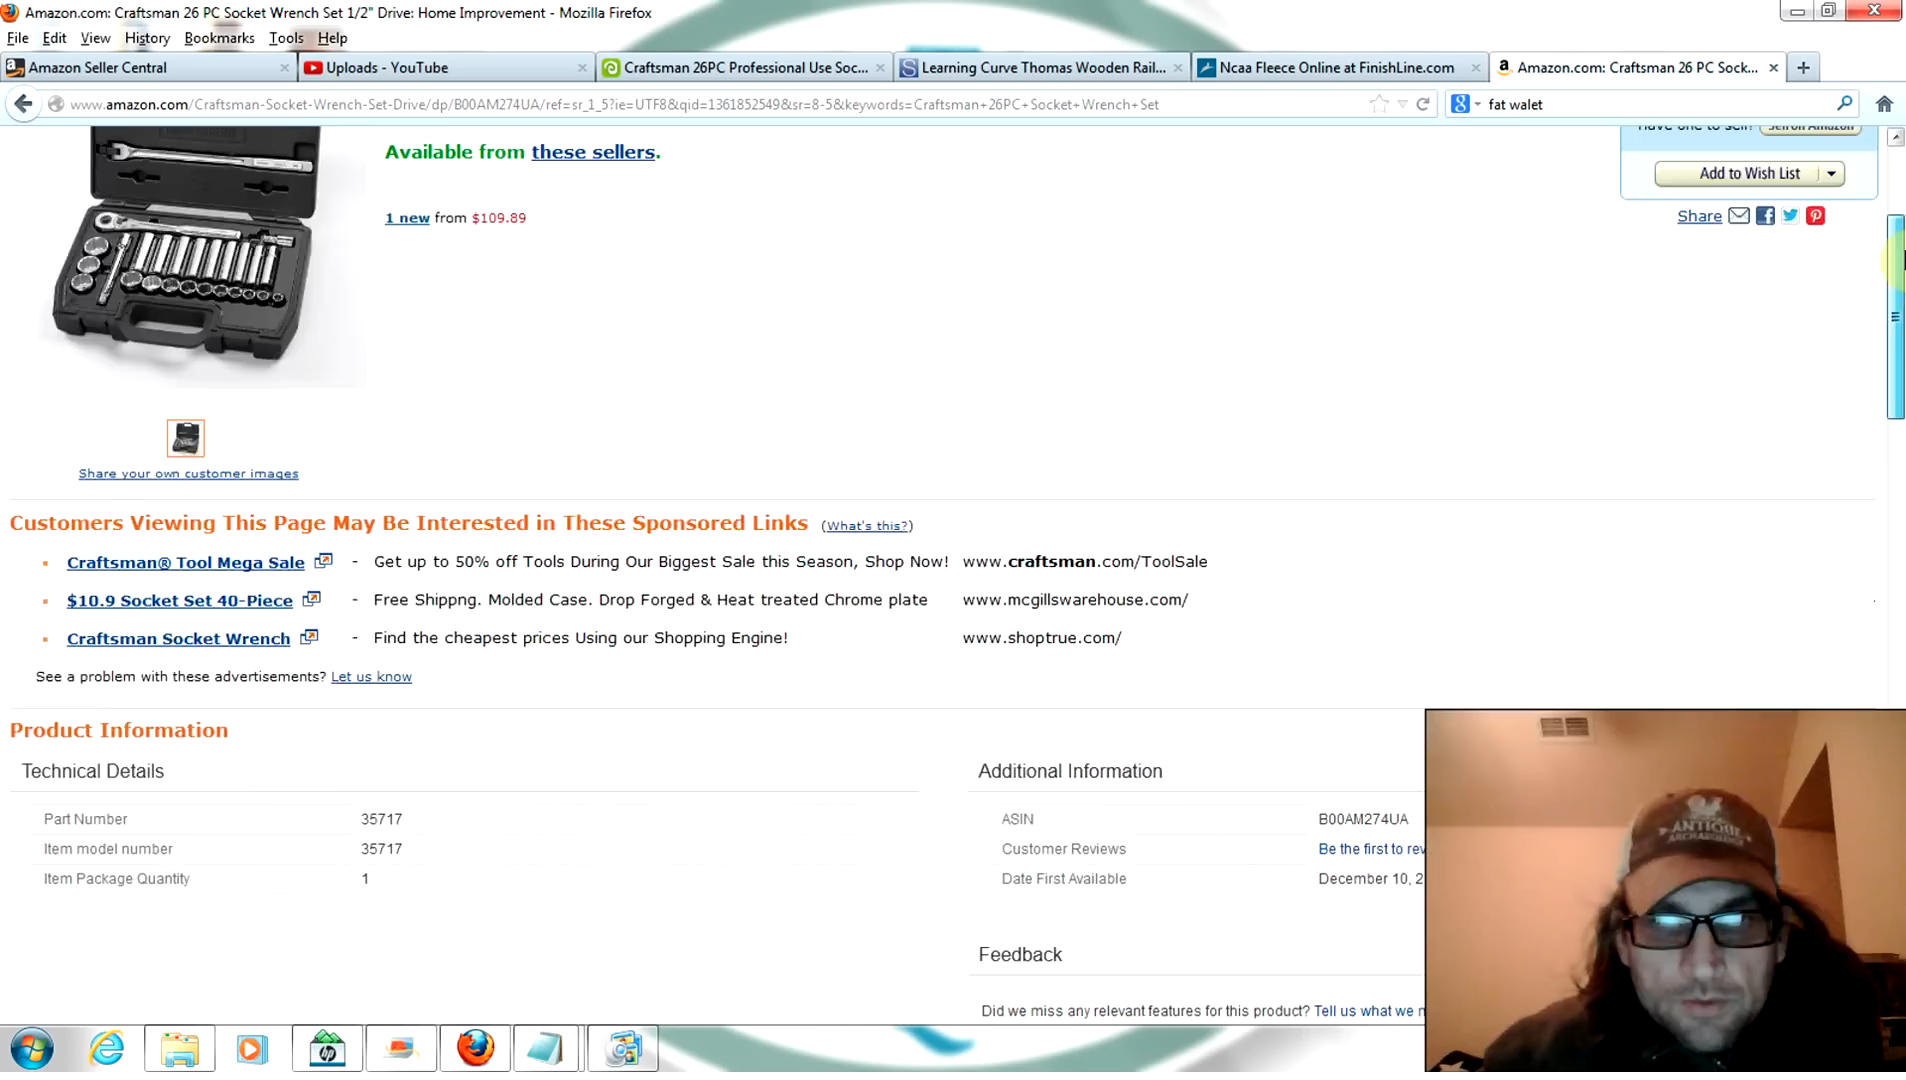 Amazon.com: Craftsman 26 PC Socket Wrench Set 1/2" Drive: Home Improvement - Mozilla Firefox
File Edit View History Bookmarks Tools Help
Amazon Seller Central
Uploads - YouTube
Craftsman 26PC Professional Use Soc...
Learning Curve Thomas Wooden Rail...
Ncaa Fleece Online at FinishLine.com
Amazon.com: Craftsman 26 PC Sock...
www.amazon.com/Craftsman-Socket-Wrench-Set-Drive/dp/B00AM274UA/ref=sr_1_5?ie=UTF8&qid=1361852549&sr=8-5&keywords=Craftsman+26PC+Socket+Wrench+Set
fat walet
Have one to sell? Sell on Amazon
Available from these sellers.
Add to Wish List
1 new from $109.89
Share
Share your own customer images
Customers Viewing This Page May Be Interested in These Sponsored Links (What's this?)
Craftsman® Tool Mega Sale - Get up to 50% off Tools During Our Biggest Sale this Season, Shop Now! www.craftsman.com/ToolSale
$10.9 Socket Set 40-Piece - Free Shippng. Molded Case. Drop Forged & Heat treated Chrome plate www.mcgillswarehouse.com/
Craftsman Socket Wrench - Find the cheapest prices Using our Shopping Engine! www.shoptrue.com/
See a problem with these advertisements? Let us know
Product Information
Technical Details
Part Number 35717
Item model number 35717
Item Package Quantity 1
Additional Information
ASIN B00AM274UA
Customer Reviews Be the first to rev
Date First Available December 10, 2
Feedback
Did we miss any relevant features for this product? Tell us what we n
ANTIQUE
ARCHAEOLOGY
hp